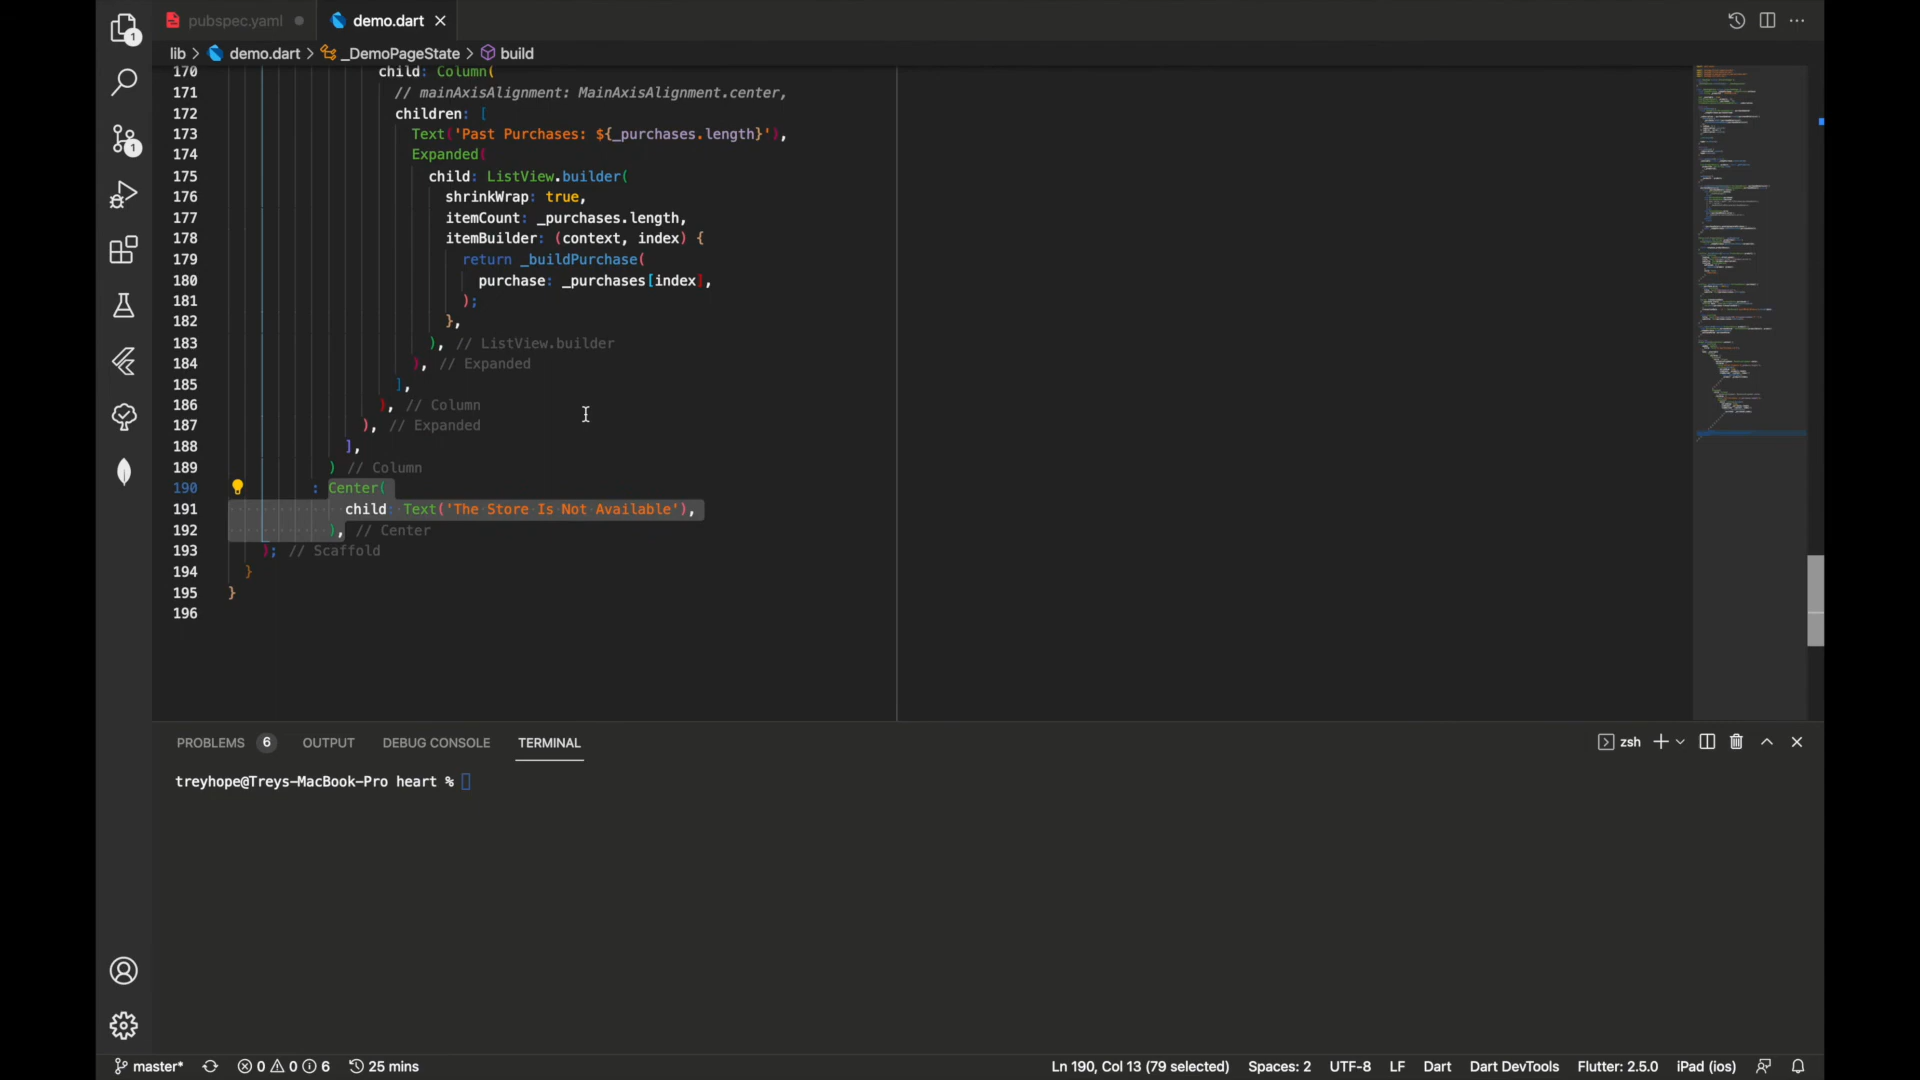 pubspec.yaml
demo.dart
lib > demo.dart > _DemoPageState > build
170 child: Column(
171 // mainAxisAlignment: MainAxisAlignment.center,
172 children: [
173 Text('Past Purchases: ${_purchases.length}'),
174 Expanded(
175 child: ListView.builder(
176 shrinkWrap: true,
177 itemCount: _purchases.length,
178 itemBuilder: (context, index) {
179 return _buildPurchase(
180 purchase: _purchases[index],
181 );
182 },
183 ), // ListView.builder
184 ), // Expanded
185 ],
186 ), // Column
187 ), // Expanded
188 ],
189 ) // Column
190 : Center(
191 child: Text('The Store Is Not Available'),
192 ), // Center
193 ); // Scaffold
194 }
195 }
196
1
1
PROBLEMS 6 OUTPUT DEBUG CONSOLE TERMINAL
zsh
treyhope@Treys-MacBook-Pro heart %
master* 0 0 6 25 mins
Ln 190, Col 13 (79 selected) Spaces: 2 UTF-8 LF Dart Dart DevTools Flutter: 2.5.0 iPad (ios)